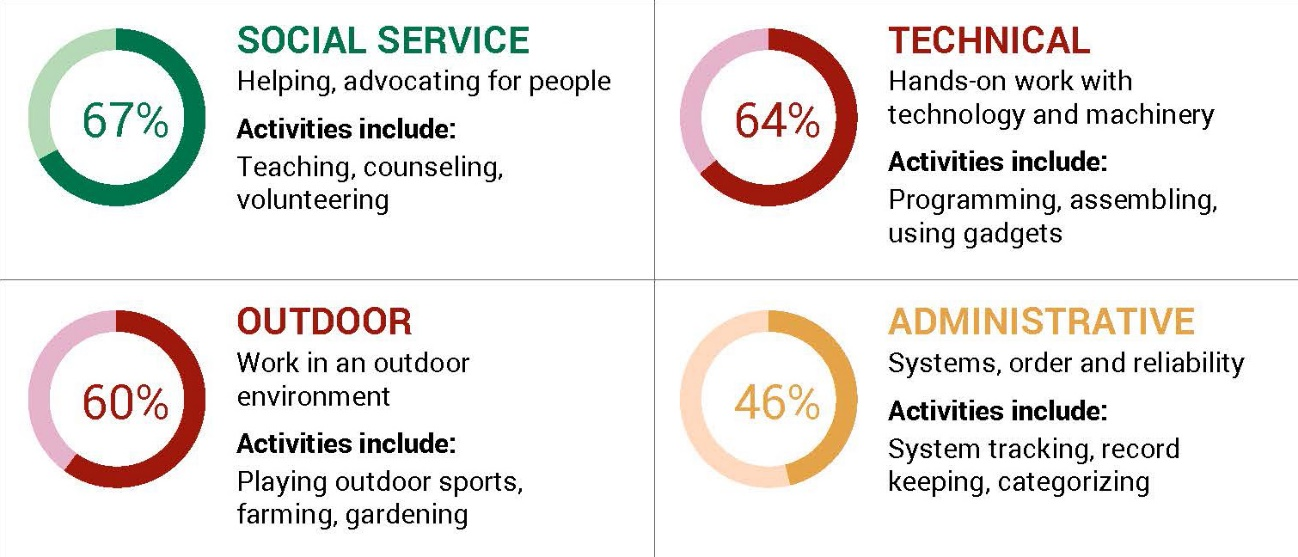 67%
SOCIAL SERVICE
Helping, advocating for people
Activities include:
Teaching, counseling,
volunteering
64%
TECHNICAL
Hands-on work with
technology and machinery
Activities include:
Programming, assembling,
using gadgets
60%
OUTDOOR
Work in an outdoor
environment
Activities include:
Playing outdoor sports,
farming, gardening
46%
ADMINISTRATIVE
Systems, order and reliability
Activities include:
System tracking, record
keeping, categorizing